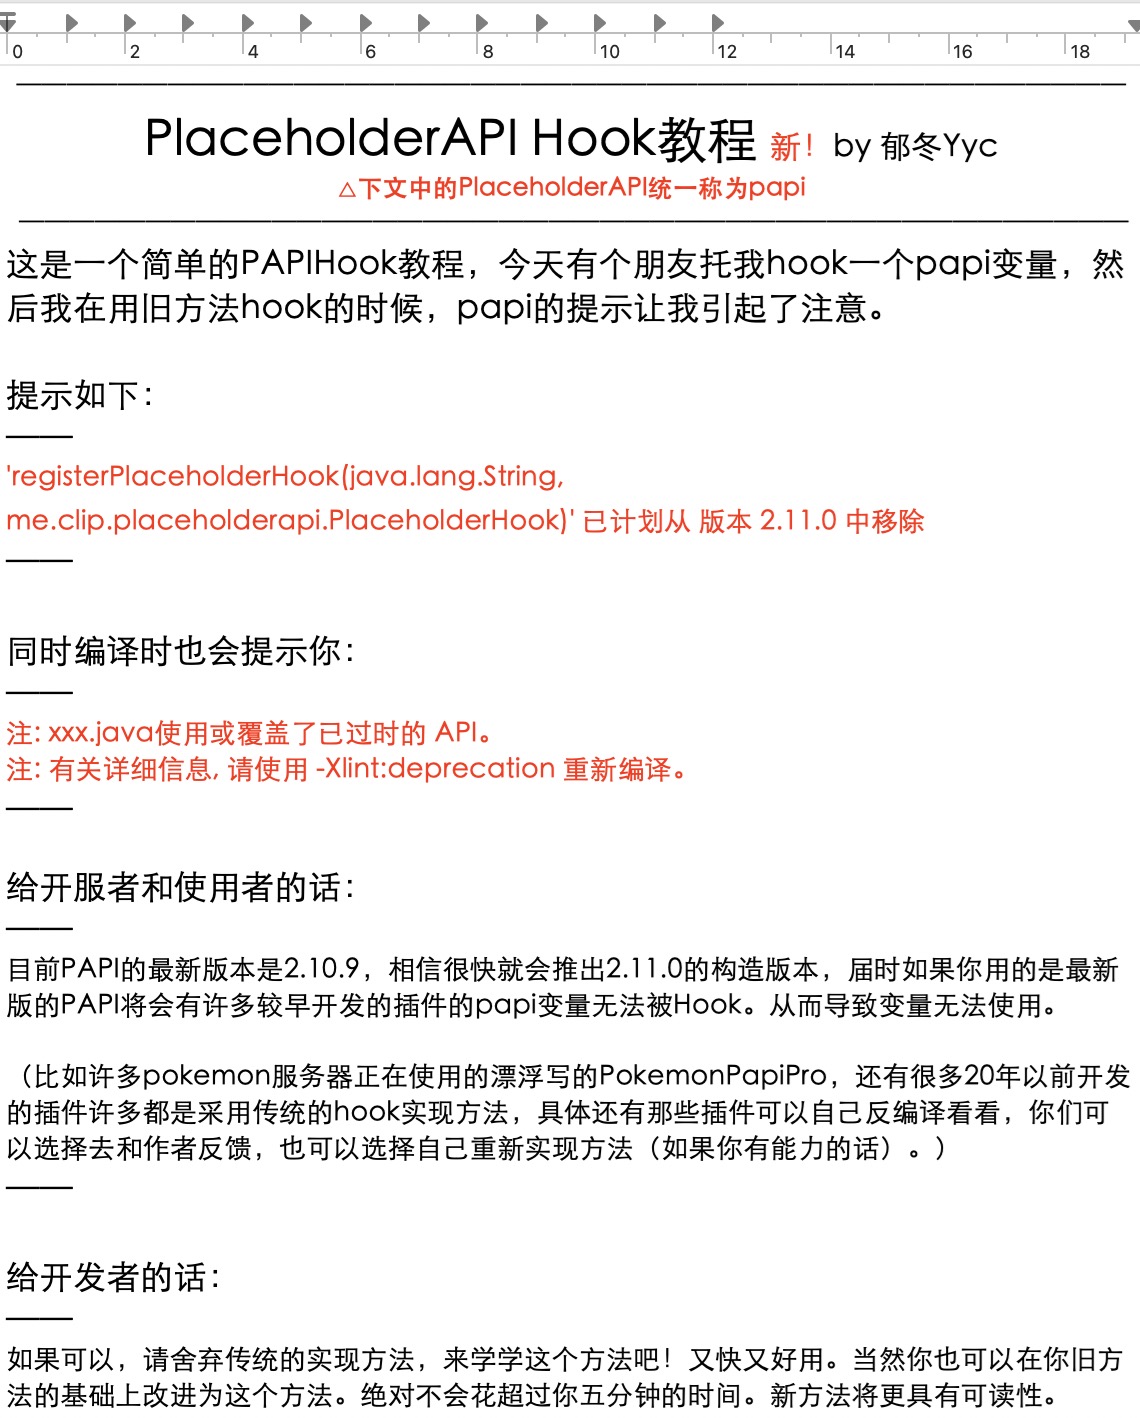 0 2 4 6 8 10 12 14 16 18
PlaceholderAPI Hook教程 新！by 郁冬Yyc
△下文中的PlaceholderAPI统一称为papi
这是一个简单的PAPIHook教程，今天有个朋友托我hook一个papi变量，然
后我在用旧方法hook的时候，papi的提示让我引起了注意。
提示如下：
'registerPlaceholderHook(java.lang.String,
me.clip.placeholderapi.PlaceholderHook)' 已计划从 版本 2.11.0 中移除
同时编译时也会提示你：
注: xxx.java使用或覆盖了已过时的 API。
注: 有关详细信息, 请使用 -Xlint:deprecation 重新编译。
给开服者和使用者的话：
目前PAPI的最新版本是2.10.9，相信很快就会推出2.11.0的构造版本，届时如果你用的是最新
版的PAPI将会有许多较早开发的插件的papi变量无法被Hook。从而导致变量无法使用。
（比如许多pokemon服务器正在使用的漂浮写的PokemonPapiPro，还有很多20年以前开发
的插件许多都是采用传统的hook实现方法，具体还有那些插件可以自己反编译看看，你们可
以选择去和作者反馈，也可以选择自己重新实现方法（如果你有能力的话）。）
给开发者的话：
如果可以，请舍弃传统的实现方法，来学学这个方法吧！又快又好用。当然你也可以在你旧方
法的基础上改进为这个方法。绝对不会花超过你五分钟的时间。新方法将更具有可读性。